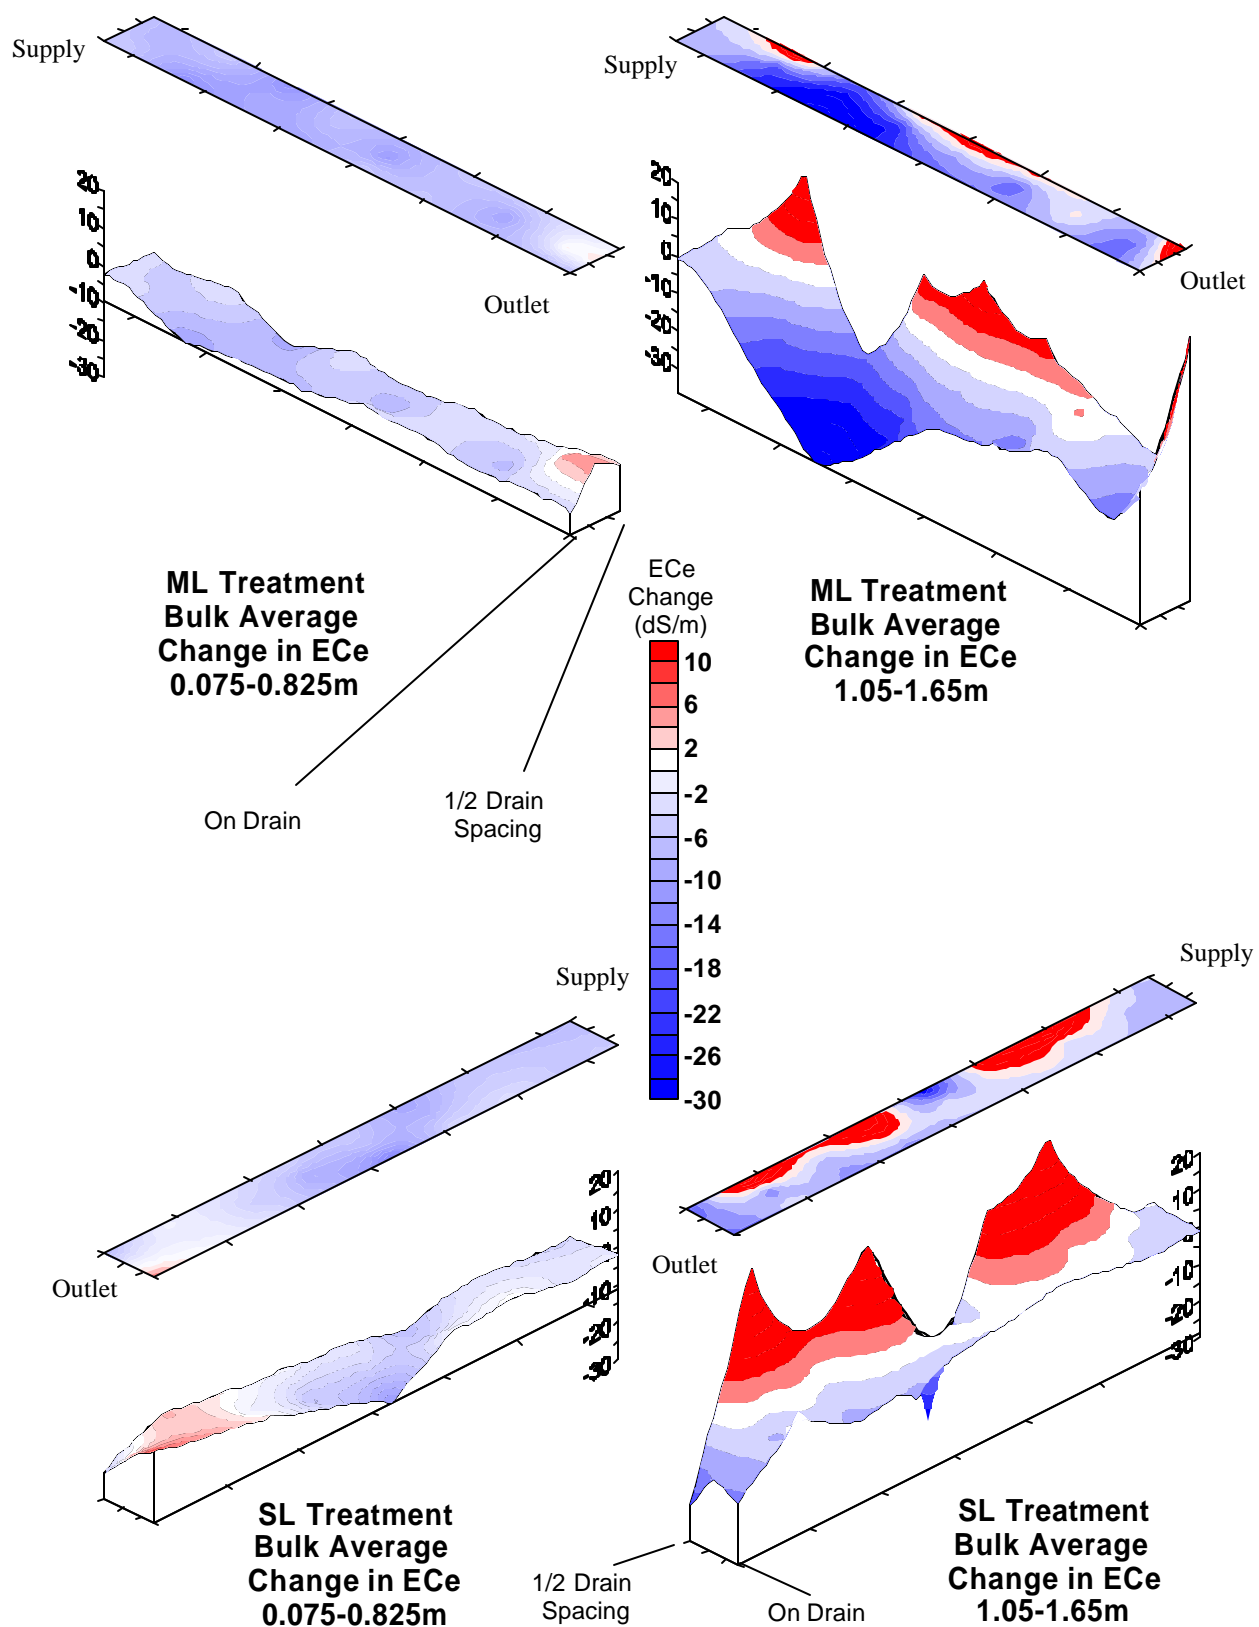 Supply
Supply
20
10
0
-10
-20
-30
20
10
0
-10
-20
-30
Outlet
Outlet
ML Treatment
Bulk Average
Change in ECe
0.075-0.825m
ECe
Change
(dS/m)
10
6
2
-2
-6
-10
-14
-18
-22
-26
-30
ML Treatment
Bulk Average
Change in ECe
1.05-1.65m
On Drain
1/2 Drain
Spacing
Supply
Supply
20
10
-10
-20
-30
20
10
-10
-20
-30
Outlet
Outlet
SL Treatment
Bulk Average
Change in ECe
0.075-0.825m
1/2 Drain
Spacing
On Drain
SL Treatment
Bulk Average
Change in ECe
1.05-1.65m